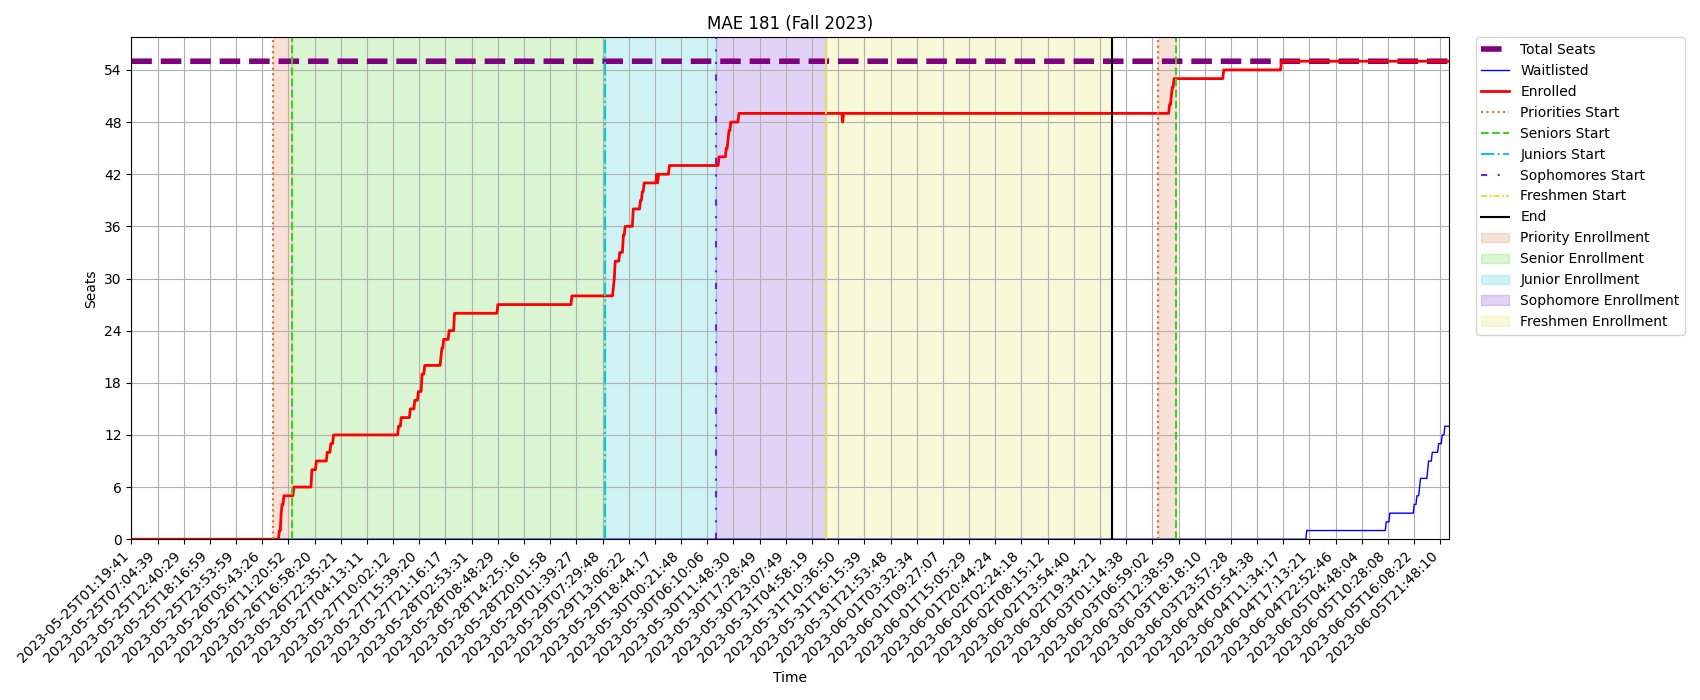 MAE 181 (Fall 2023)
Seats
54
48
42
36
30
24
18
12
6
0
2023-05-25T01:19:41
2023-05-25T07:04:39
2023-05-25T12:40:29
2023-05-25T18:16:59
2023-05-25T23:53:59
2023-05-26T05:43:26
2023-05-26T11:20:52
2023-05-26T16:58:20
2023-05-26T22:35:21
2023-05-27T04:13:11
2023-05-27T10:02:12
2023-05-27T15:39:20
2023-05-27T21:16:17
2023-05-28T02:53:31
2023-05-28T08:48:29
2023-05-28T14:25:16
2023-05-28T20:01:58
2023-05-29T01:39:27
2023-05-29T07:29:48
2023-05-29T13:06:22
2023-05-29T18:44:17
2023-05-30T00:21:48
2023-05-30T06:10:06
2023-05-30T11:48:30
2023-05-30T17:28:49
2023-05-30T23:07:49
2023-05-31T04:58:19
2023-05-31T10:36:50
2023-05-31T16:15:39
2023-05-31T21:53:48
2023-06-01T03:32:34
2023-06-01T09:27:07
2023-06-01T15:05:29
2023-06-01T20:44:24
2023-06-02T02:24:18
2023-06-02T08:15:12
2023-06-02T13:54:40
2023-06-02T19:34:21
2023-06-03T01:14:38
2023-06-03T06:59:02
2023-06-03T12:38:59
2023-06-03T18:18:10
2023-06-03T23:57:28
2023-06-04T05:54:38
2023-06-04T11:34:17
2023-06-04T17:13:21
2023-06-04T22:52:46
2023-06-05T04:48:04
2023-06-05T10:28:08
2023-06-05T16:08:22
2023-06-05T21:48:10
Time
Total Seats
Waitlisted
Enrolled
Priorities Start
Seniors Start
Juniors Start
Sophomores Start
Freshmen Start
End
Priority Enrollment
Senior Enrollment
Junior Enrollment
Sophomore Enrollment
Freshmen Enrollment